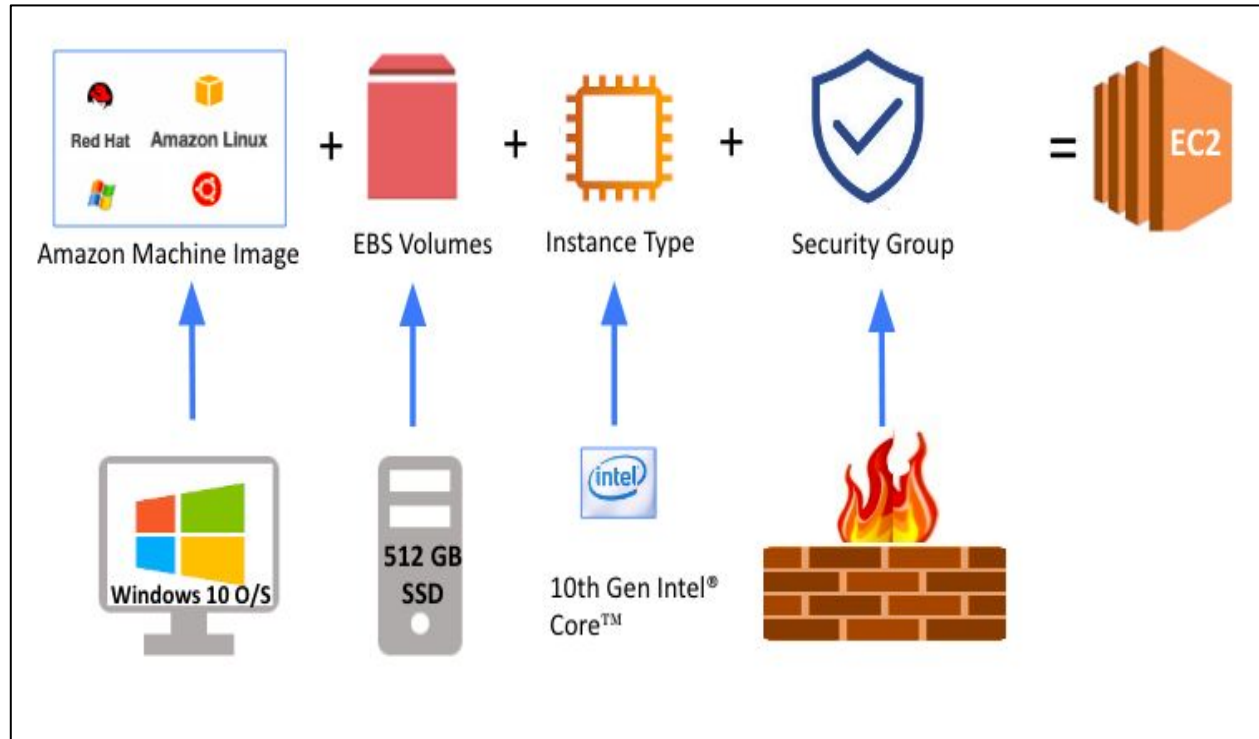 Red Hat
Amazon Linux
+
+
+
=
EC2
Amazon Machine Image
EBS Volumes
Instance Type
Security Group
Windows 10 O/S
512 GB
SSD
intel
10th Gen Intel®
Core™